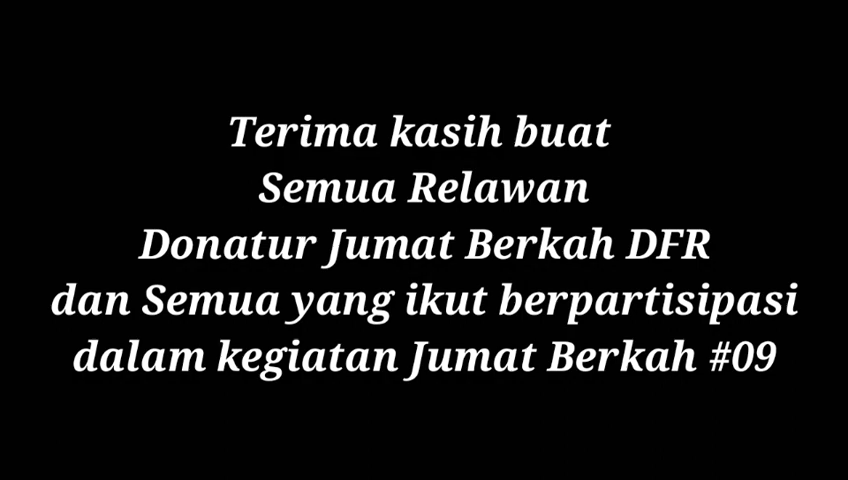 Terima kasih buat
Semua Relawan
Donatur Jumat Berkah DFR
dan Semua yang ikut berpartisipasi
dalam kegiatan Jumat Berkah #09